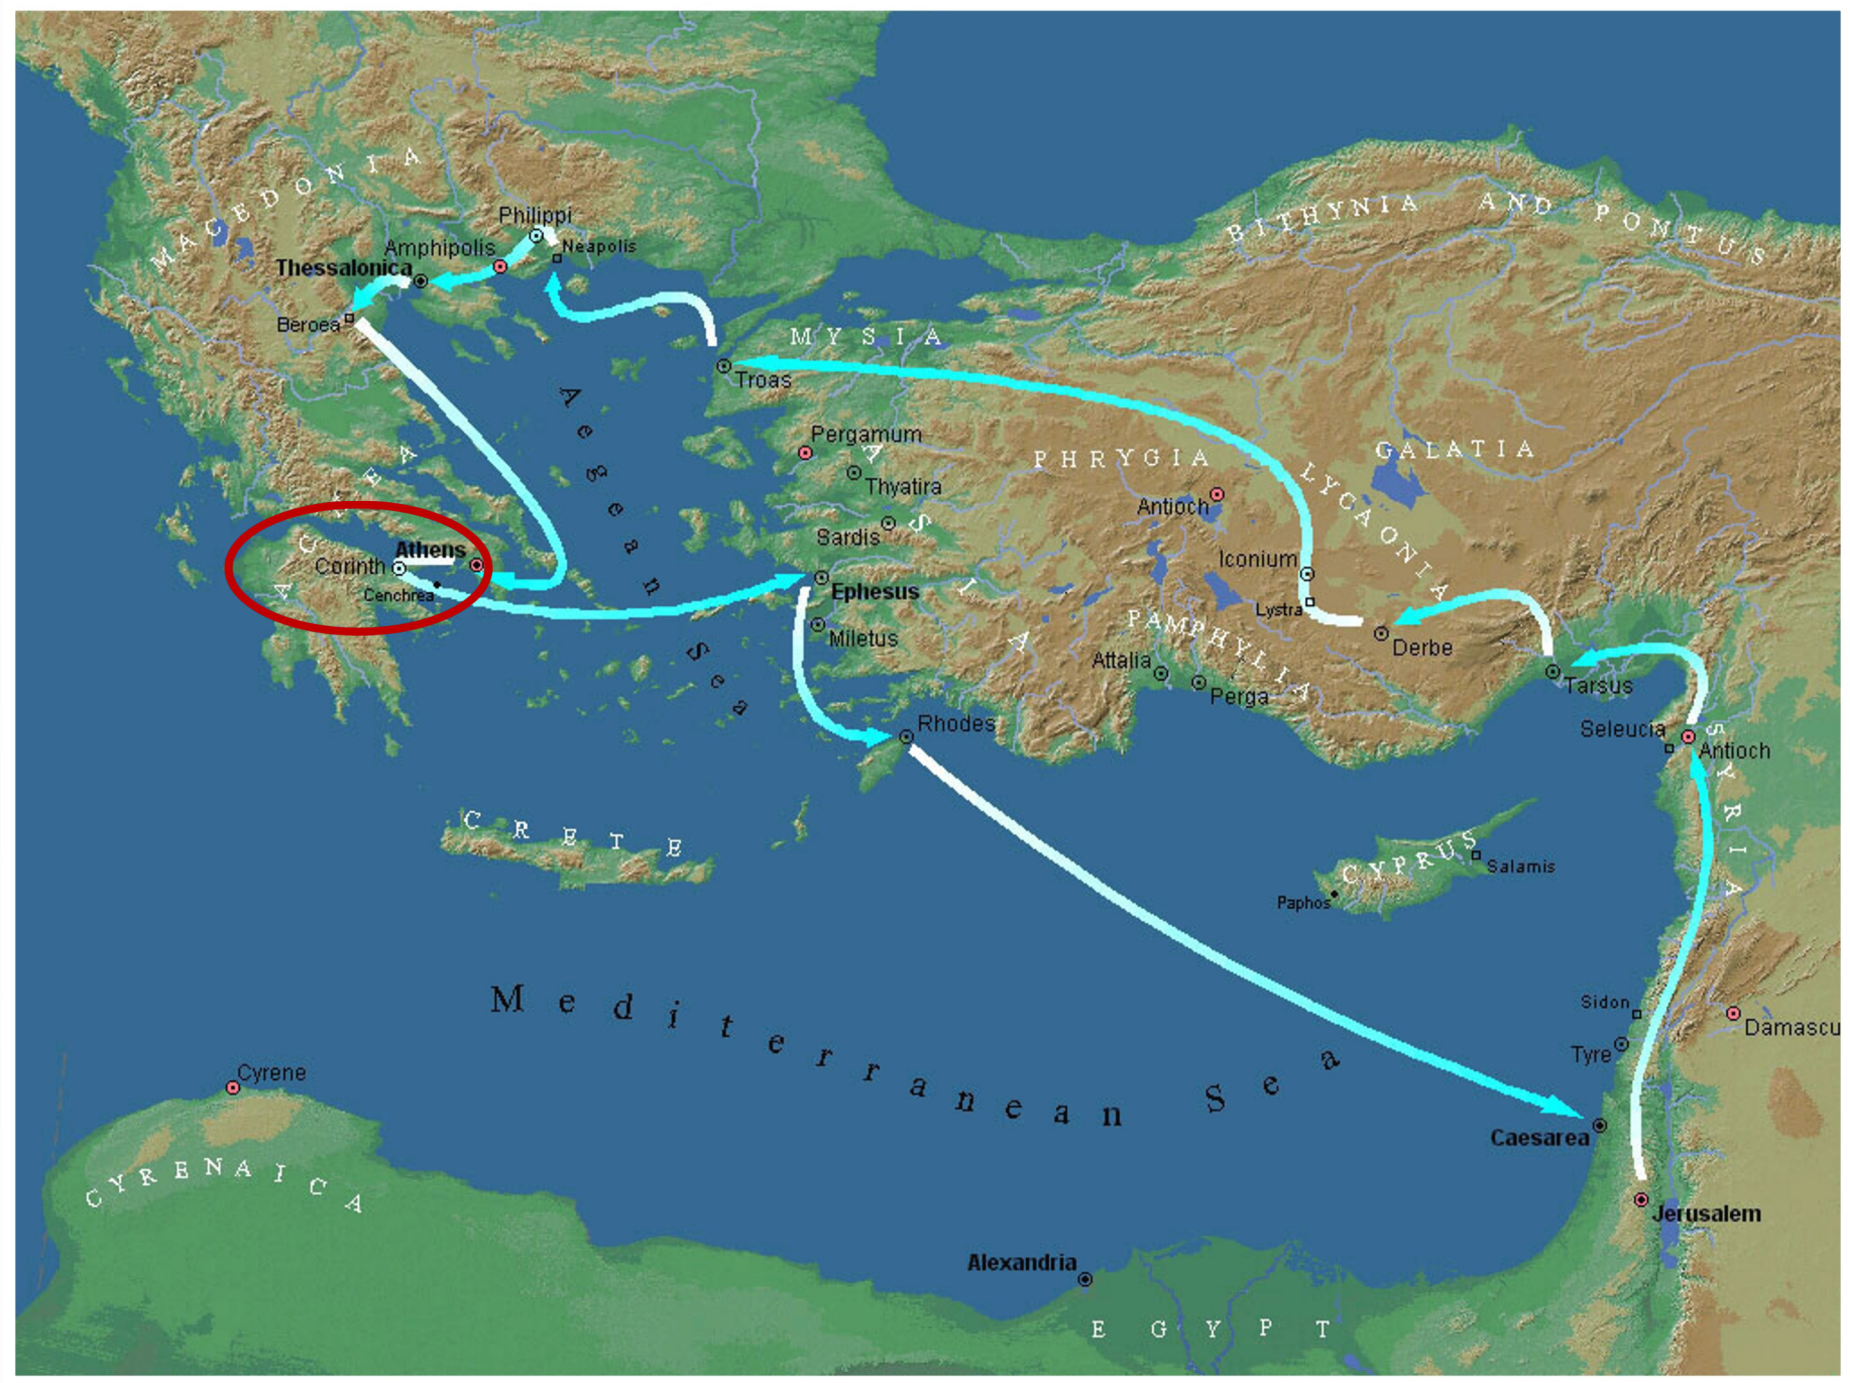 BITHYNIA AND PONTUS
MACEDONIA
Philippi
Neapolis
Amphipolis
Thessalonica
Beroea
MYSIA
Troas
Aegean Sea
Pergamum
Thyatira
ASIA
PHRYGIA
GALATIA
LYCAONIA
Antioch
Sardis
ACHAEA
Athens
Corinth
Cenchrea
Iconium
Ephesus
Lystra
Miletus
PAMPHYLIA
Derbe
Attalia
Perga
Tarsus
Rhodes
Seleucia
Antioch
SYRIA
CRETE
CYPRUS
Salamis
Paphos
Mediterranean Sea
Sidon
Damascu
Tyre
Cyrene
Caesarea
CYRENAICA
Jerusalem
Alexandria
EGYPT